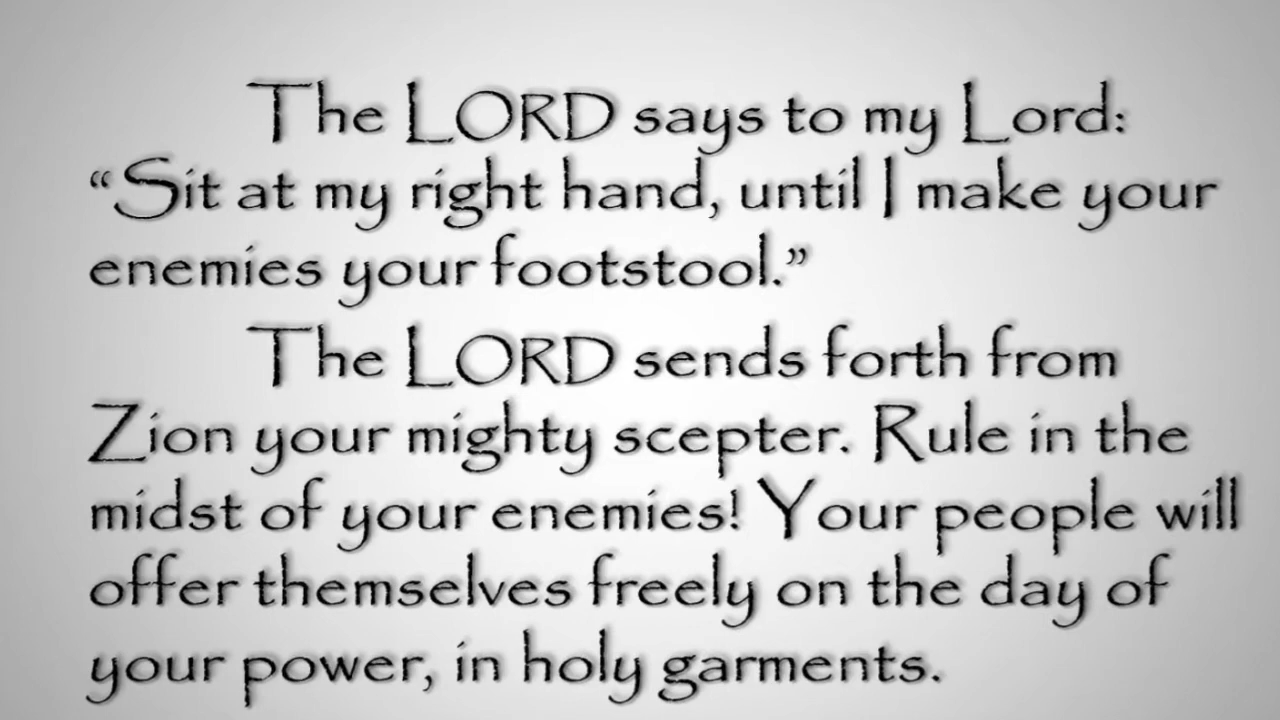 The LORD says to my Lord:
“Sit at my right hand, until I make your
enemies your footstool.”
The LORD sends forth from
Zion your mighty scepter. Rule in the
midst of your enemies! Your people will
offer themselves freely on the day of
your power, in holy garments.